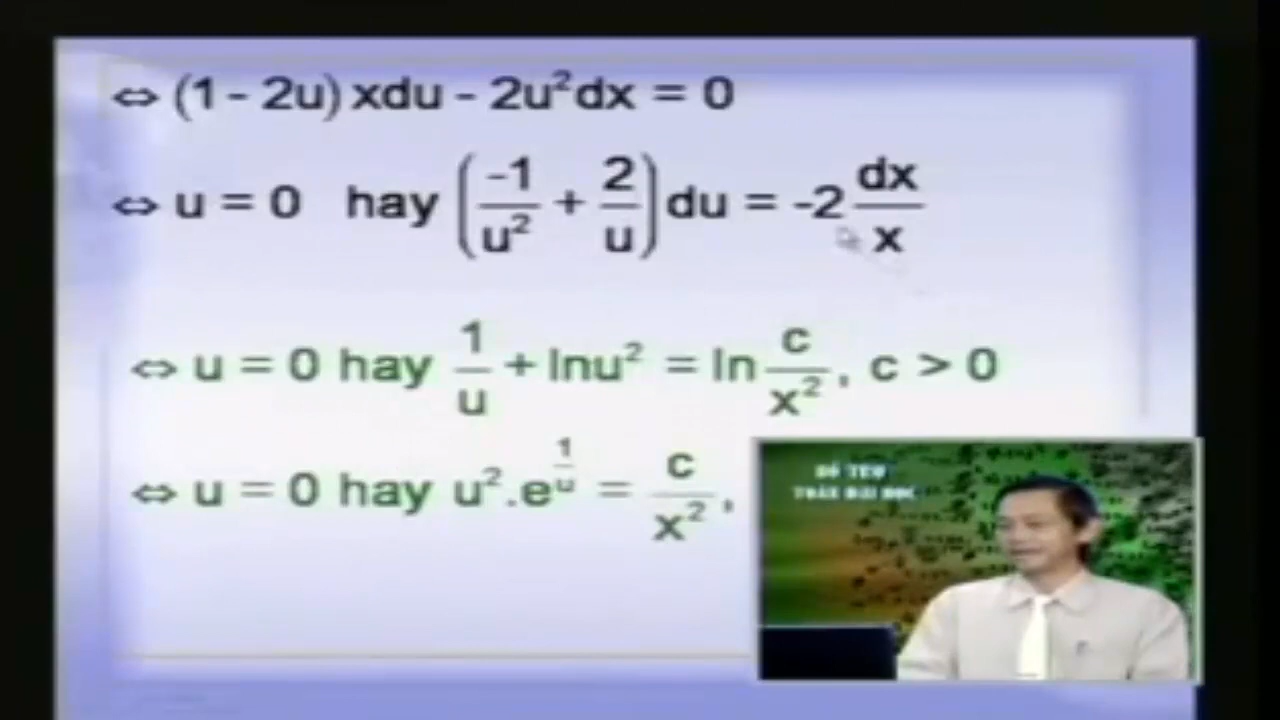 ⇔ (1 - 2u) xdu - 2u²dx = 0
⇔ u = 0 hay (-1/u² + 2/u) du = -2 dx/x
⇔ u = 0 hay 1/u + lnu² = ln c/x², c > 0
⇔ u = 0 hay u².e^(1/u) = c/x²,